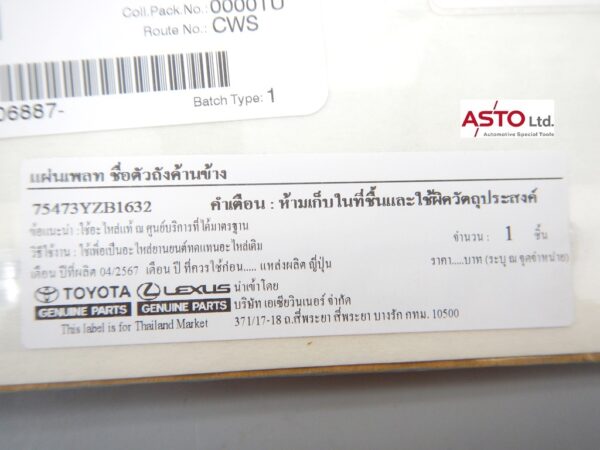 Coll.Pack.No.: 00001U
Route No.: CWS
06887-
Batch Type: 1
ASTO Ltd.
Automotive Special Tools
แผ่นเพลท ชื่อตัวถังด้านข้าง
75473YZB1632 คำเตือน : ห้ามเก็บในที่ชื้นและใช้ผิดวัตถุประสงค์
ข้อแนะนำ : ใช้อะไหล่แท้ ณ ศูนย์บริการที่ได้มาตรฐาน
จำนวน : 1 ชิ้น
วิธีใช้งาน : ใช้เพื่อเป็นอะไหล่ยานยนต์ทดแทนอะไหล่เดิม
เดือน ปีที่ผลิต 04/2567 เดือน ปี ที่ควรใช้ก่อน..... แหล่งผลิต ญี่ปุ่น
ราคา.....บาท (ระบุ ณ จุดจำหน่าย)
TOYOTA LEXUS นำเข้าโดย
GENUINE PARTS GENUINE PARTS บริษัท เอเซียวินเนอร์ จำกัด
This label is for Thailand Market 371/17-18 ถ.สี่พระยา สี่พระยา บางรัก กทม. 10500